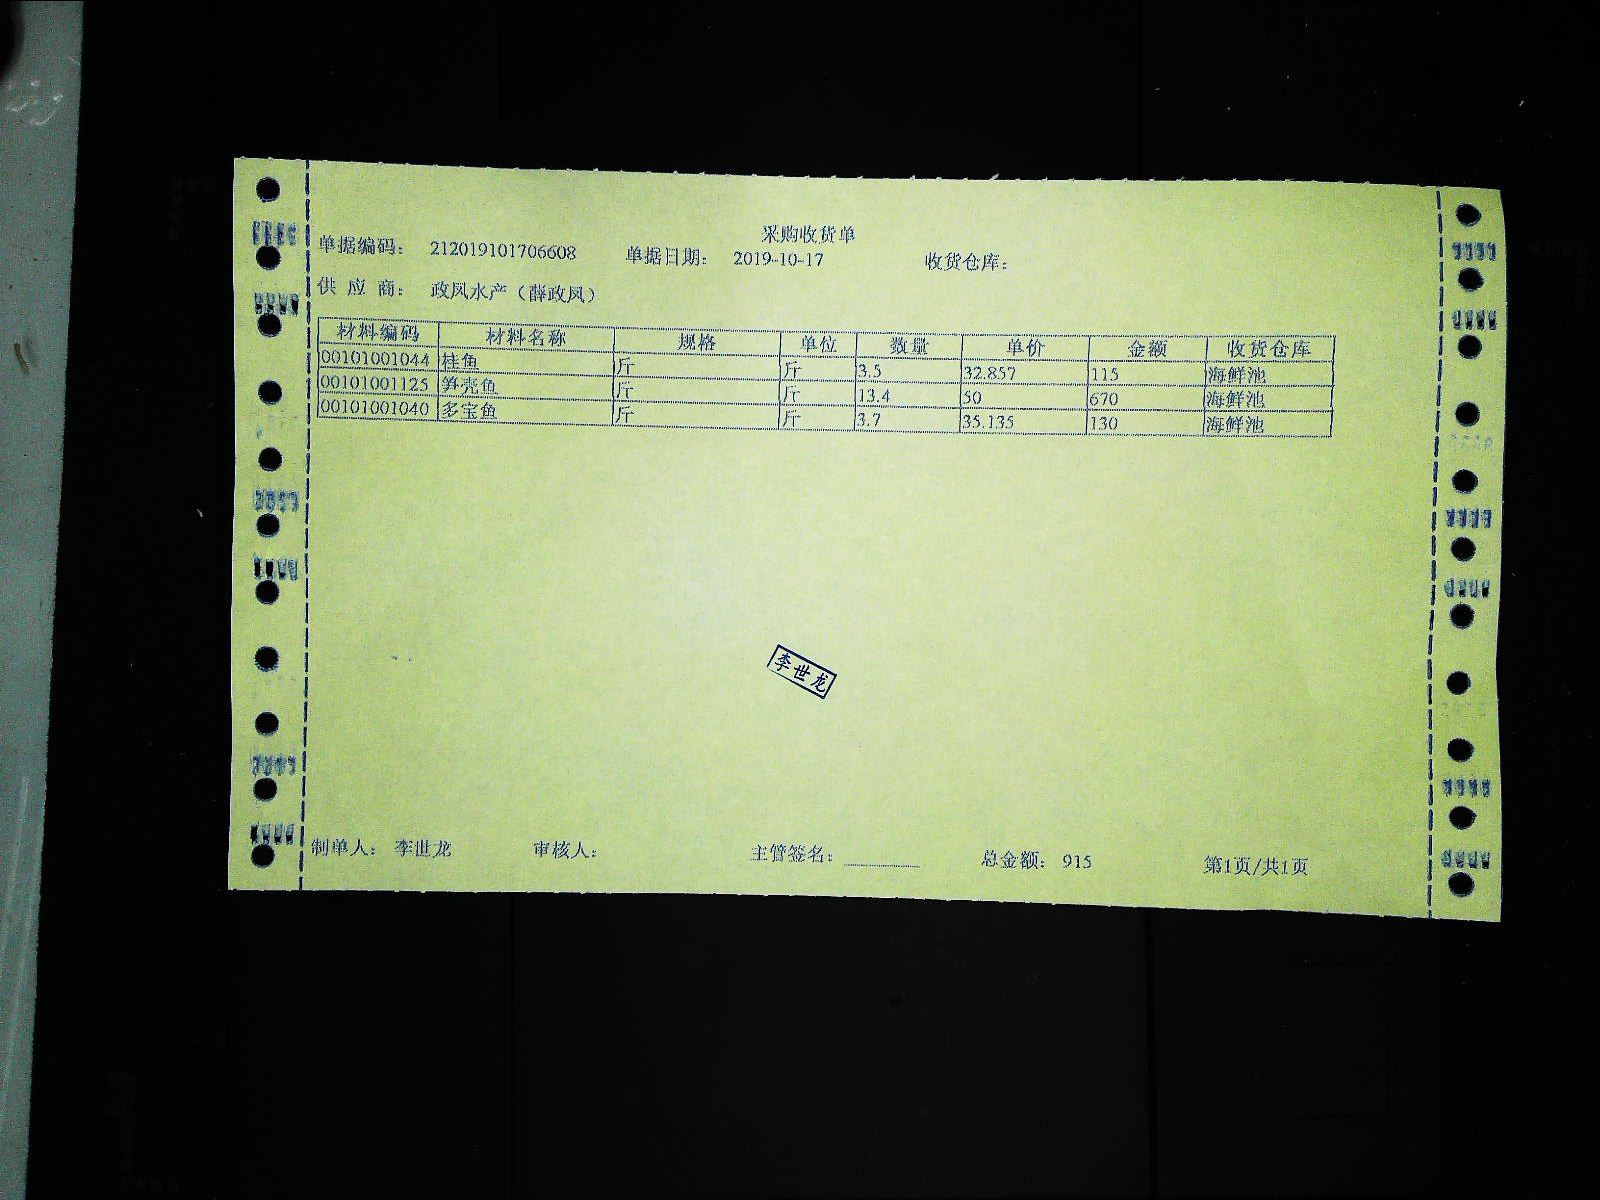 采购收货单
单据编码： 212019101706608 单据日期： 2019-10-17 收货仓库：
供 应 商： 政凤水产（薛政凤）
材料编码 材料名称 规格 单位 数量 单价 金额 收货仓库
00101001044 桂鱼 斤 斤 3.5 32.857 115 海鲜池
00101001125 笋壳鱼 斤 斤 13.4 50 670 海鲜池
00101001040 多宝鱼 斤 斤 3.7 35.135 130 海鲜池
李世龙
制单人： 李世龙 审核人： 主管签名：________ 总金额： 915 第1页/共1页